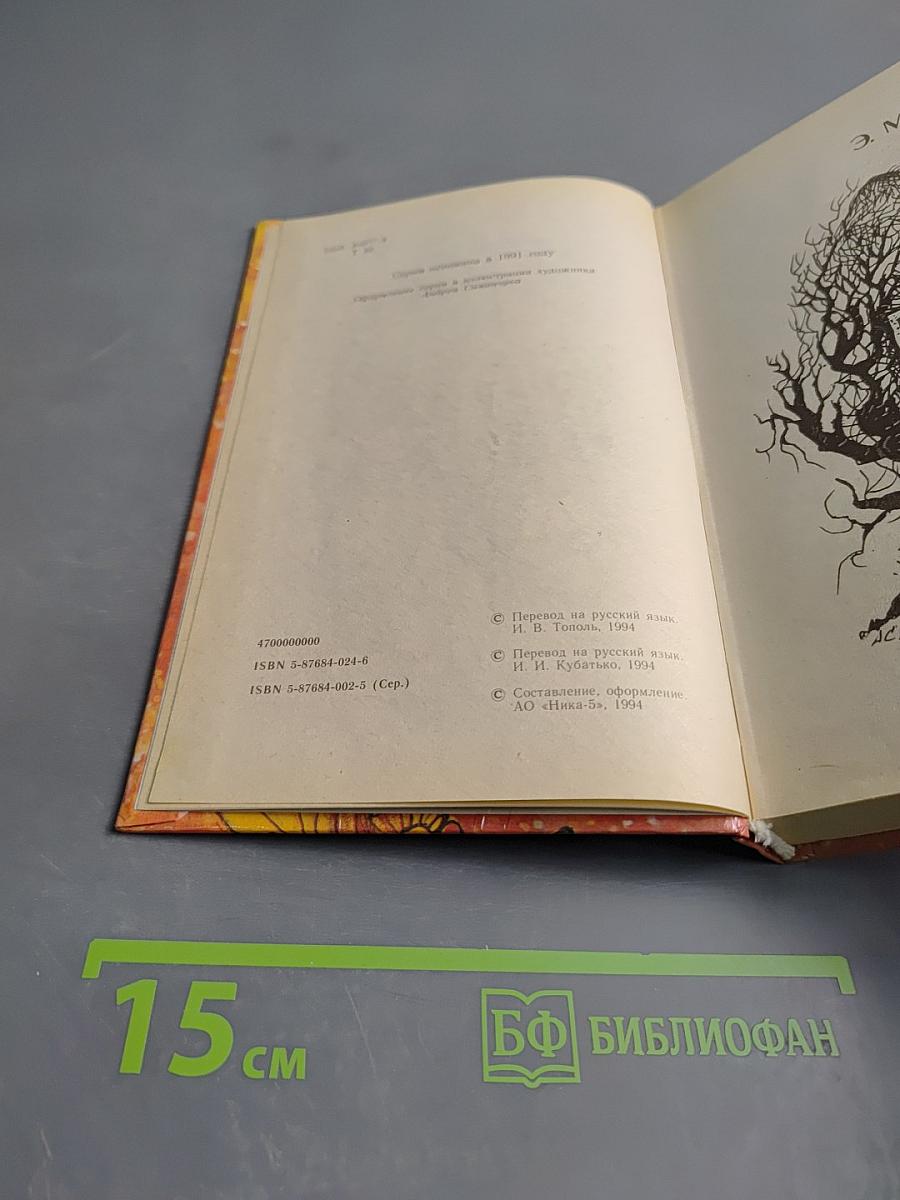 Серия основана в 1991 году
Оформление серии и иллюстрации художника
Андрея
4700000000
ISBN 5-87684-024-6
ISBN 5-87684-002-5 (Сер.)
© Перевод на русский язык.
И. В. Тополь, 1994
© Перевод на русский язык.
И. И. Кубатько, 1994
© Составление, оформление.
АО «Ника-5», 1994
Э. М
15 см
БФ БИБЛИОФАН